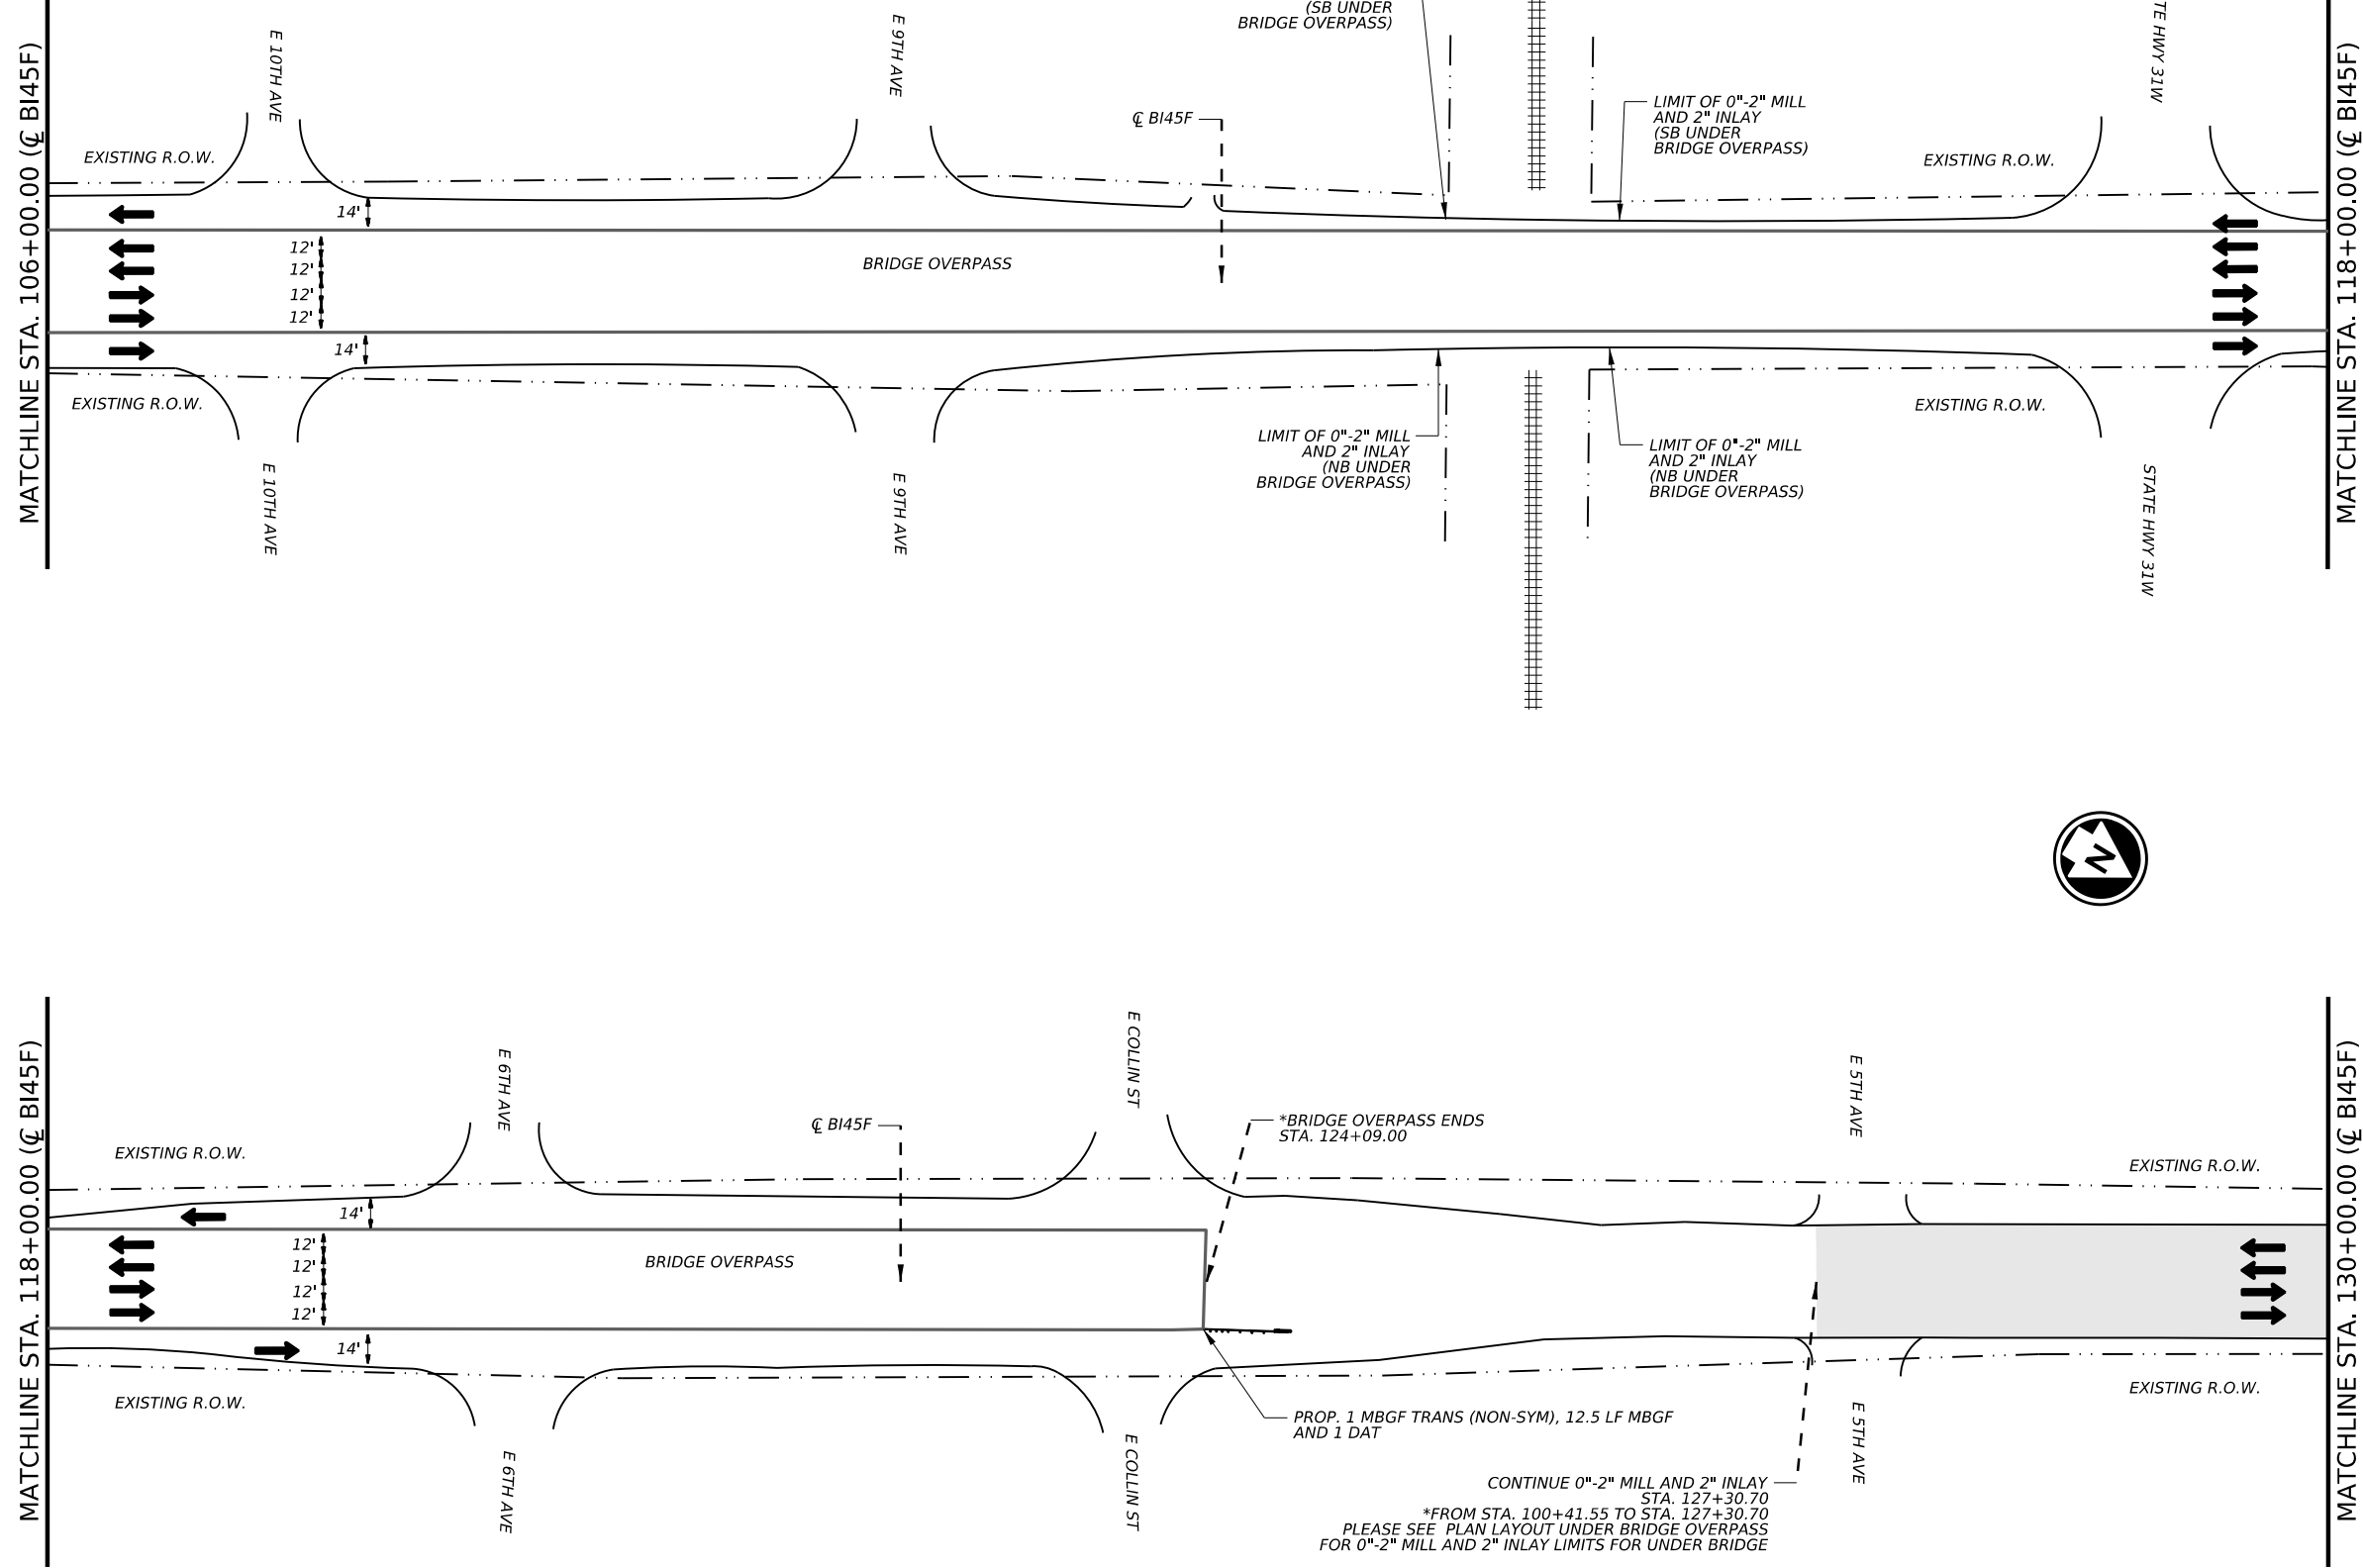 (SB UNDER
BRIDGE OVERPASS)
E 10TH AVE
E 9TH AVE
TE HWY 31W
MATCHLINE STA. 106+00.00 (℄ BI45F)
MATCHLINE STA. 118+00.00 (℄ BI45F)
℄ BI45F
LIMIT OF 0"-2" MILL
AND 2" INLAY
(SB UNDER
BRIDGE OVERPASS)
EXISTING R.O.W.
EXISTING R.O.W.
14'
12'
12'
12'
12'
14'
BRIDGE OVERPASS
EXISTING R.O.W.
EXISTING R.O.W.
LIMIT OF 0"-2" MILL
AND 2" INLAY
(NB UNDER
BRIDGE OVERPASS)
LIMIT OF 0"-2" MILL
AND 2" INLAY
(NB UNDER
BRIDGE OVERPASS)
E 10TH AVE
E 9TH AVE
STATE HWY 31W
N
MATCHLINE STA. 118+00.00 (℄ BI45F)
MATCHLINE STA. 130+00.00 (℄ BI45F)
E 6TH AVE
E COLLIN ST
E 5TH AVE
℄ BI45F
*BRIDGE OVERPASS ENDS
STA. 124+09.00
EXISTING R.O.W.
EXISTING R.O.W.
14'
12'
12'
12'
12'
14'
BRIDGE OVERPASS
EXISTING R.O.W.
EXISTING R.O.W.
PROP. 1 MBGF TRANS (NON-SYM), 12.5 LF MBGF
AND 1 DAT
E 6TH AVE
E COLLIN ST
E 5TH AVE
CONTINUE 0"-2" MILL AND 2" INLAY
STA. 127+30.70
*FROM STA. 100+41.55 TO STA. 127+30.70
PLEASE SEE PLAN LAYOUT UNDER BRIDGE OVERPASS
FOR 0"-2" MILL AND 2" INLAY LIMITS FOR UNDER BRIDGE